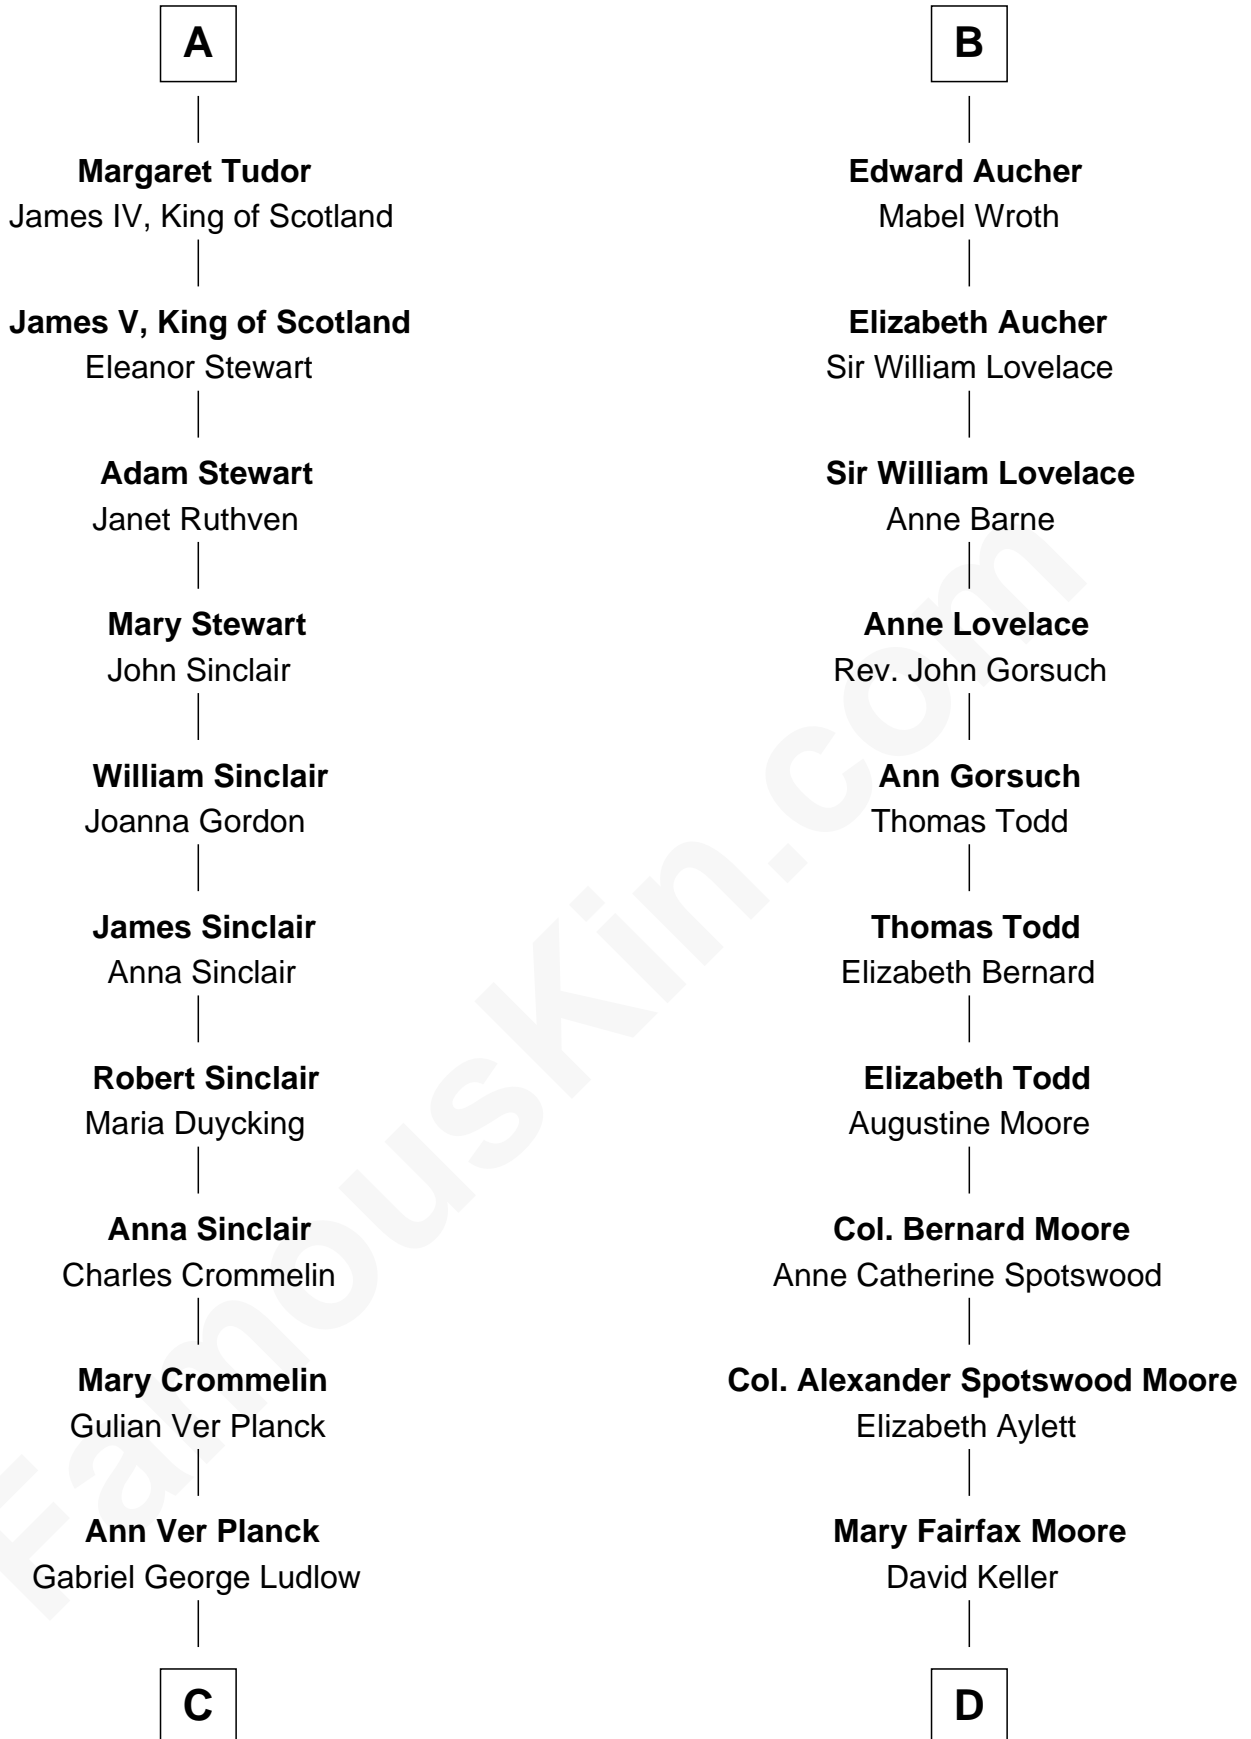 A
Margaret Tudor
James IV, King of Scotland
James V, King of Scotland
Eleanor Stewart
Adam Stewart
Janet Ruthven
Mary Stewart
John Sinclair
William Sinclair
Joanna Gordon
James Sinclair
Anna Sinclair
Robert Sinclair
Maria Duycking
Anna Sinclair
Charles Crommelin
Mary Crommelin
Gulian Ver Planck
Ann Ver Planck
Gabriel George Ludlow
C
B
Edward Aucher
Mabel Wroth
Elizabeth Aucher
Sir William Lovelace
Sir William Lovelace
Anne Barne
Anne Lovelace
Rev. John Gorsuch
Ann Gorsuch
Thomas Todd
Thomas Todd
Elizabeth Bernard
Elizabeth Todd
Augustine Moore
Col. Bernard Moore
Anne Catherine Spotswood
Col. Alexander Spotswood Moore
Elizabeth Aylett
Mary Fairfax Moore
David Keller
D
FamousKin.com